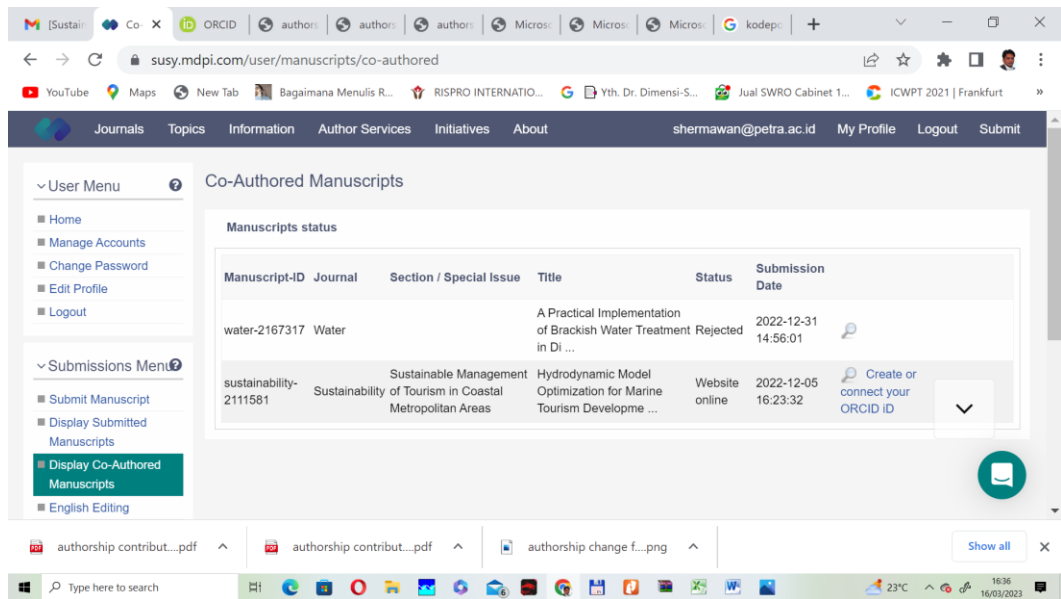 [Sustain
Co-
ORCID
authors
authors
authors
Microso
Microso
Microso
kodepo
susy.mdpi.com/user/manuscripts/co-authored
YouTube
Maps
New Tab
Bagaimana Menulis R...
RISPRO INTERNATIO...
Yth. Dr. Dimensi-S...
Jual SWRO Cabinet 1...
ICWPT 2021 | Frankfurt
»
Journals Topics Information Author Services Initiatives About shermawan@petra.ac.id My Profile Logout Submit
User Menu
Home
Manage Accounts
Change Password
Edit Profile
Logout
Submissions Menu
Submit Manuscript
Display Submitted
Manuscripts
Display Co-Authored
Manuscripts
English Editing
Co-Authored Manuscripts
Manuscripts status
Manuscript-ID Journal Section / Special Issue Title Status Submission
Date
A Practical Implementation
water-2167317 Water of Brackish Water Treatment Rejected 2022-12-31
in Di ... 14:56:01
sustainability-
2111581
Sustainability
Sustainable Management
of Tourism in Coastal
Metropolitan Areas
Hydrodynamic Model
Optimization for Marine
Tourism Developme ...
Website
online
2022-12-05
16:23:32
Create or
connect your
ORCID iD
authorship contribut....pdf
authorship contribut....pdf
authorship change f....png
Show all
Type here to search
23°C
16:36
16/03/2023